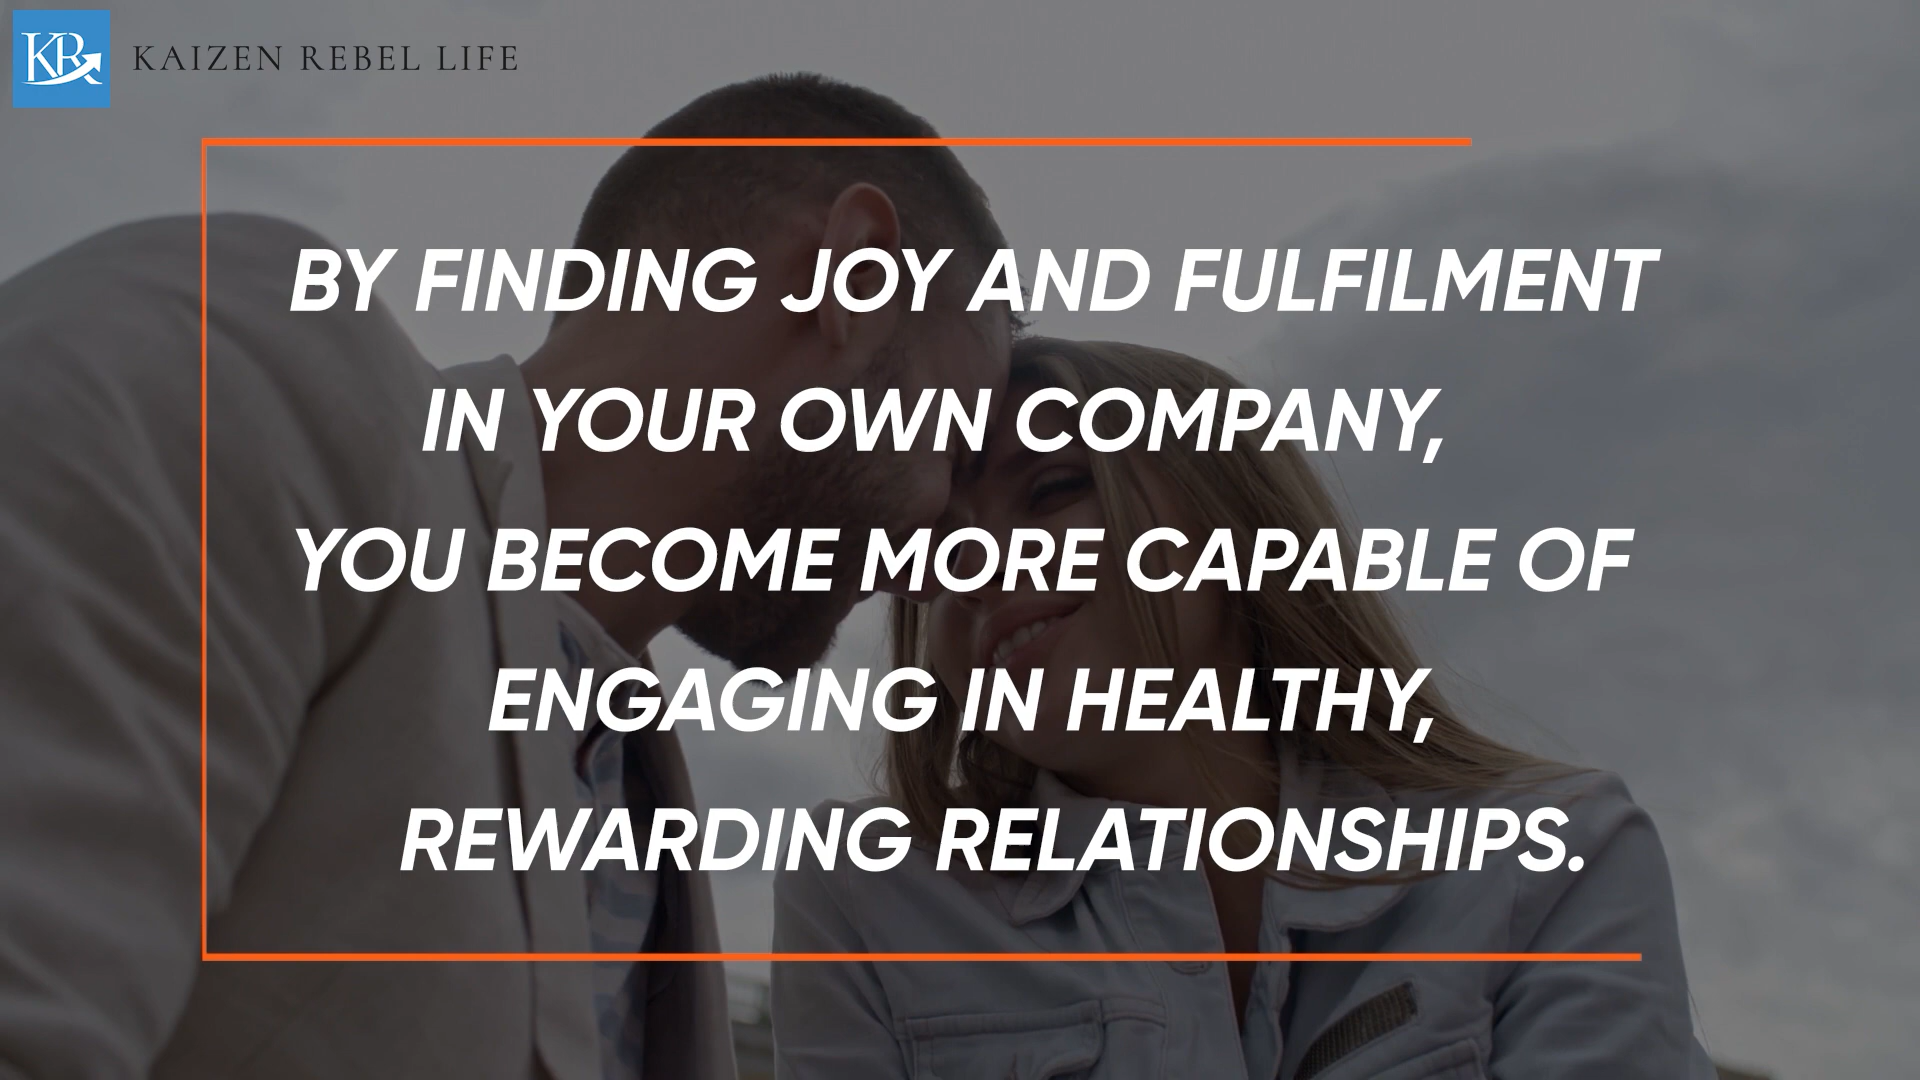 KR
KAIZEN REBEL LIFE
BY FINDING JOY AND FULFILMENT
IN YOUR OWN COMPANY,
YOU BECOME MORE CAPABLE OF
ENGAGING IN HEALTHY,
REWARDING RELATIONSHIPS.